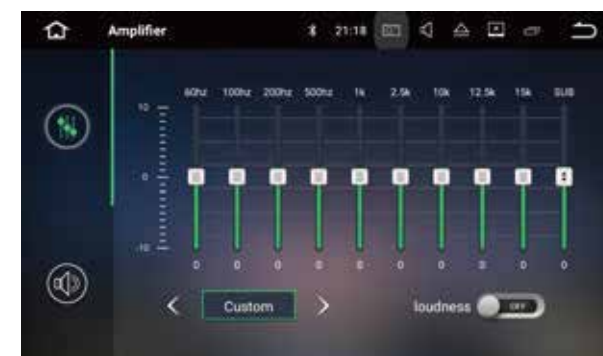 Amplifier 21:18
60hz 100hz 200hz 500hz 1k 2.5k 10k 12.5k 15k SUB
10
0
-10
0 0 0 0 0 0 0 0 0 0
Custom loudness OFF